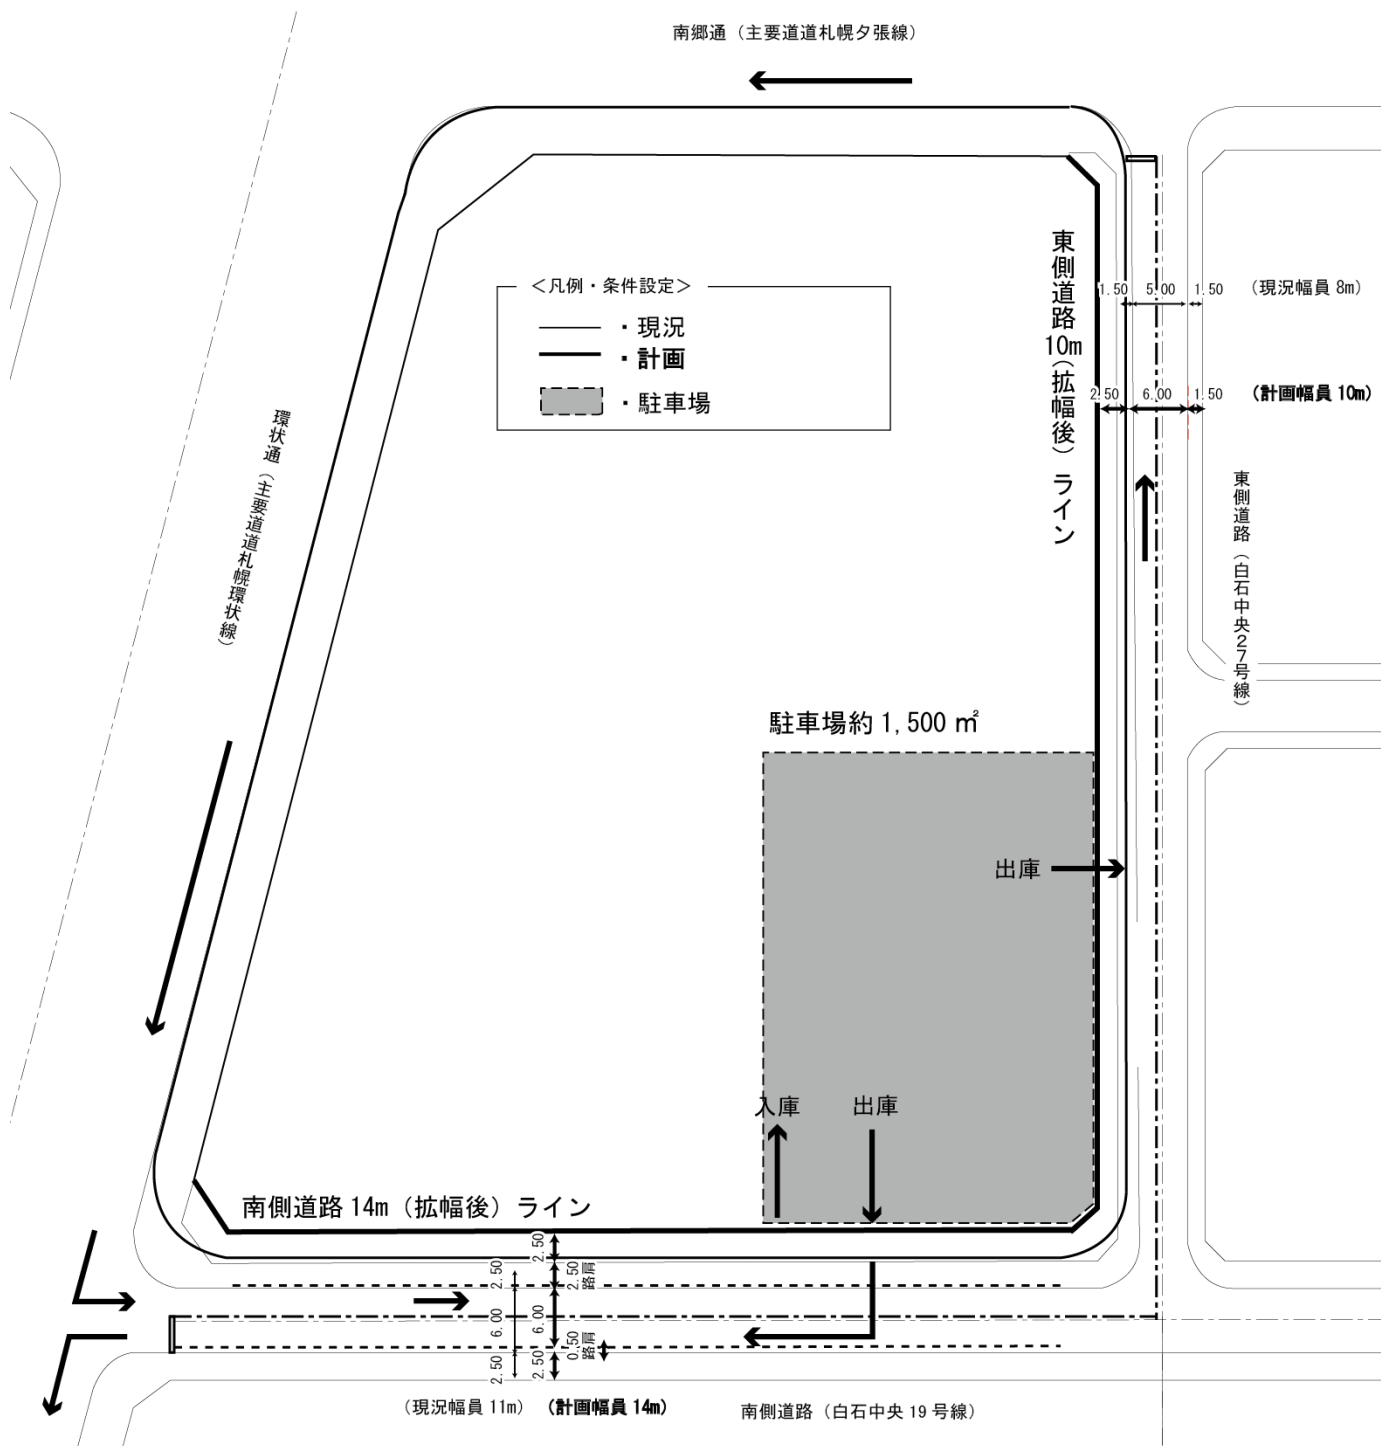 南郷通（主要道道札幌夕張線）
＜凡例・条件設定＞
・現況
・計画
・駐車場
環状通（主要道道札幌環状線）
東側道路10m（拡幅後）ライン
1.50 5.00 1.50 （現況幅員 8m）
2.50 6.00 1.50 （計画幅員 10m）
東側道路（白石中央27号線）
駐車場約 1,500 ㎡
出庫
入庫 出庫
南側道路 14m（拡幅後）ライン
2.50
2.50 2.50 路肩
6.00 6.00
0.50 路肩
2.50 2.50
（現況幅員 11m） （計画幅員 14m）
南側道路（白石中央 19 号線）